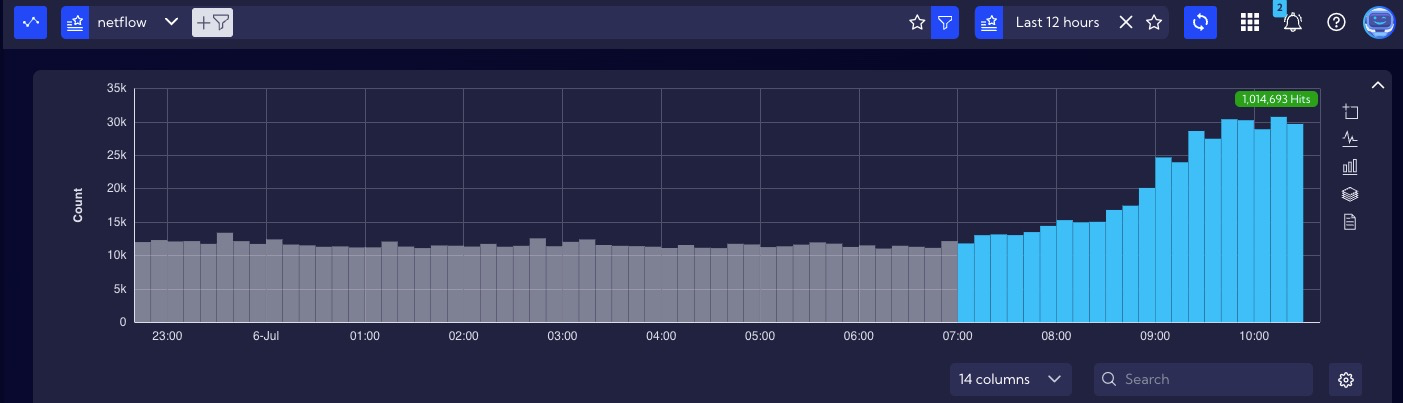 netflow
Last 12 hours
2
35k
1,014,693 Hits
30k
25k
20k
15k
10k
5k
0
Count
23:00 6-Jul 01:00 02:00 03:00 04:00 05:00 06:00 07:00 08:00 09:00 10:00
14 columns
Search